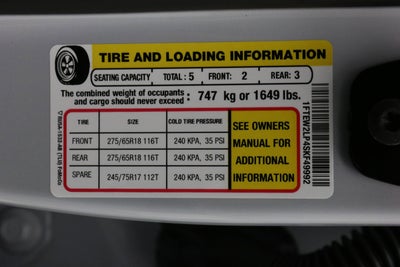 TIRE AND LOADING INFORMATION
SEATING CAPACITY TOTAL: 5 FRONT: 2 REAR: 3
The combined weight of occupants and cargo should never exceed : 747 kg or 1649 lbs.
TIRE SIZE COLD TIRE PRESSURE
FRONT 275/65R18 116T 240 KPA, 35 PSI
REAR 275/65R18 116T 240 KPA, 35 PSI
SPARE 245/75R17 112T 240 KPA, 35 PSI
SEE OWNERS
MANUAL FOR
ADDITIONAL
INFORMATION